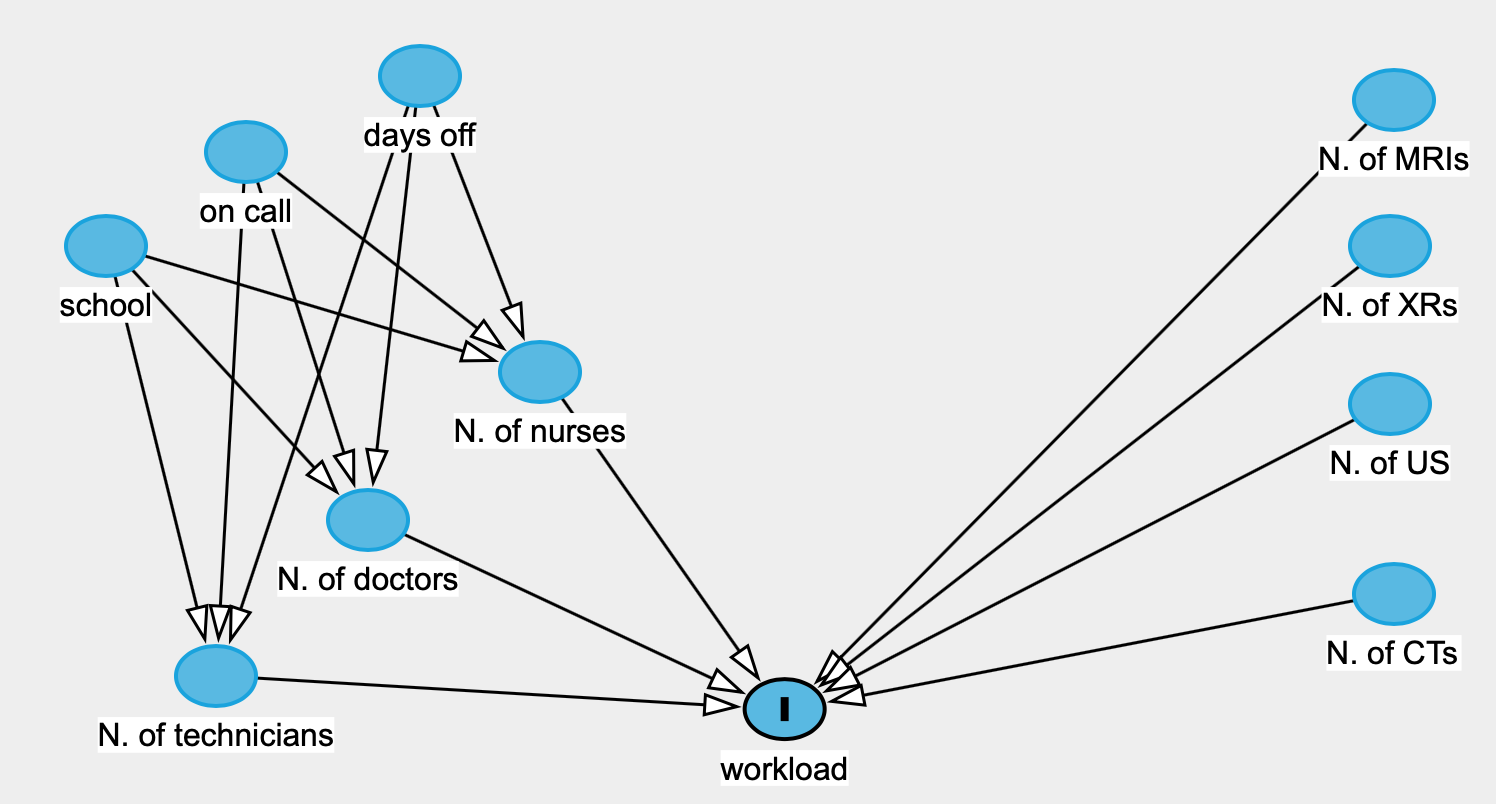 days off
on call
school
N. of nurses
N. of doctors
N. of technicians
N. of MRIs
N. of XRs
N. of US
N. of CTs
I
workload